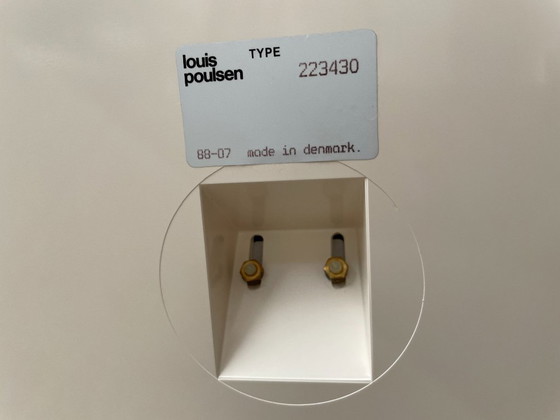 louis poulsen TYPE 223430
88-07 made in denmark.